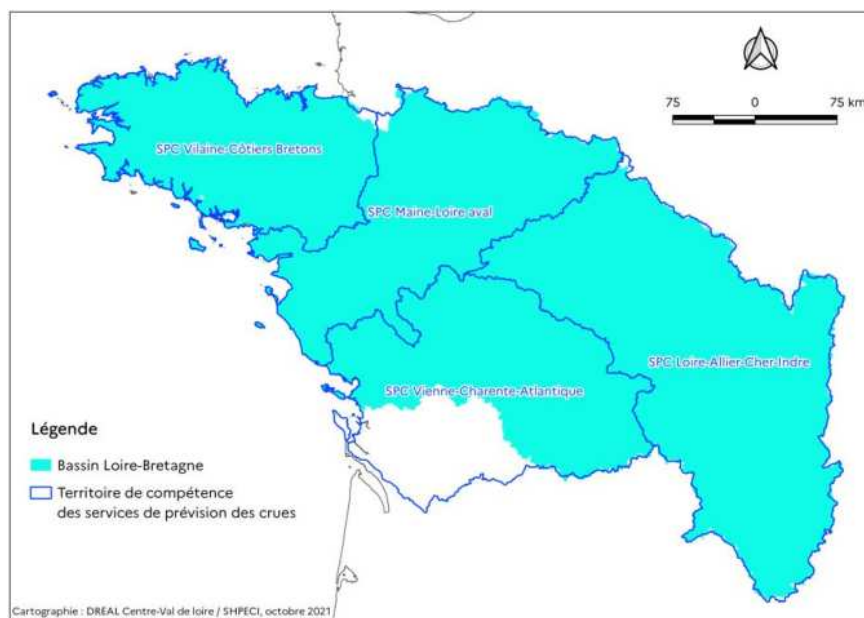 75 0 75 km
SPC Vilaine-Côtiers Bretons
SPC Maine-Loire aval
SPC Loire-Allier-Cher-Indre
SPC Vienne-Charente-Atlantique
Légende
Bassin Loire-Bretagne
Territoire de compétence
des services de prévision des crues
Cartographie : DREAL Centre-Val de loire / SHPECI, octobre 2021